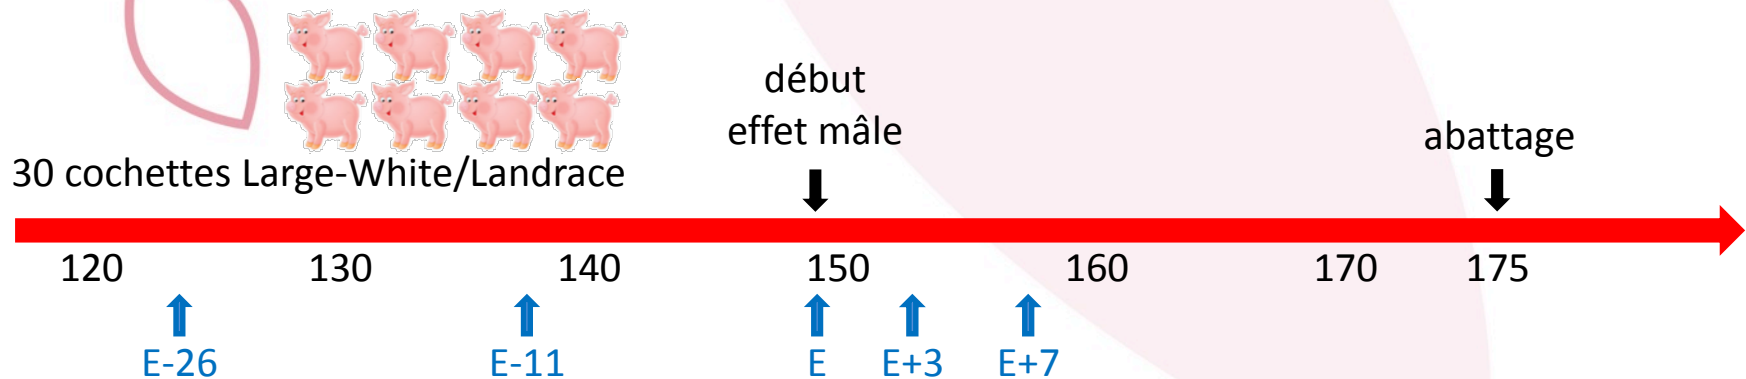 début
effet mâle
abattage
30 cochettes Large-White/Landrace
120 130 140 150 160 170 175
E-26 E-11 E E+3 E+7